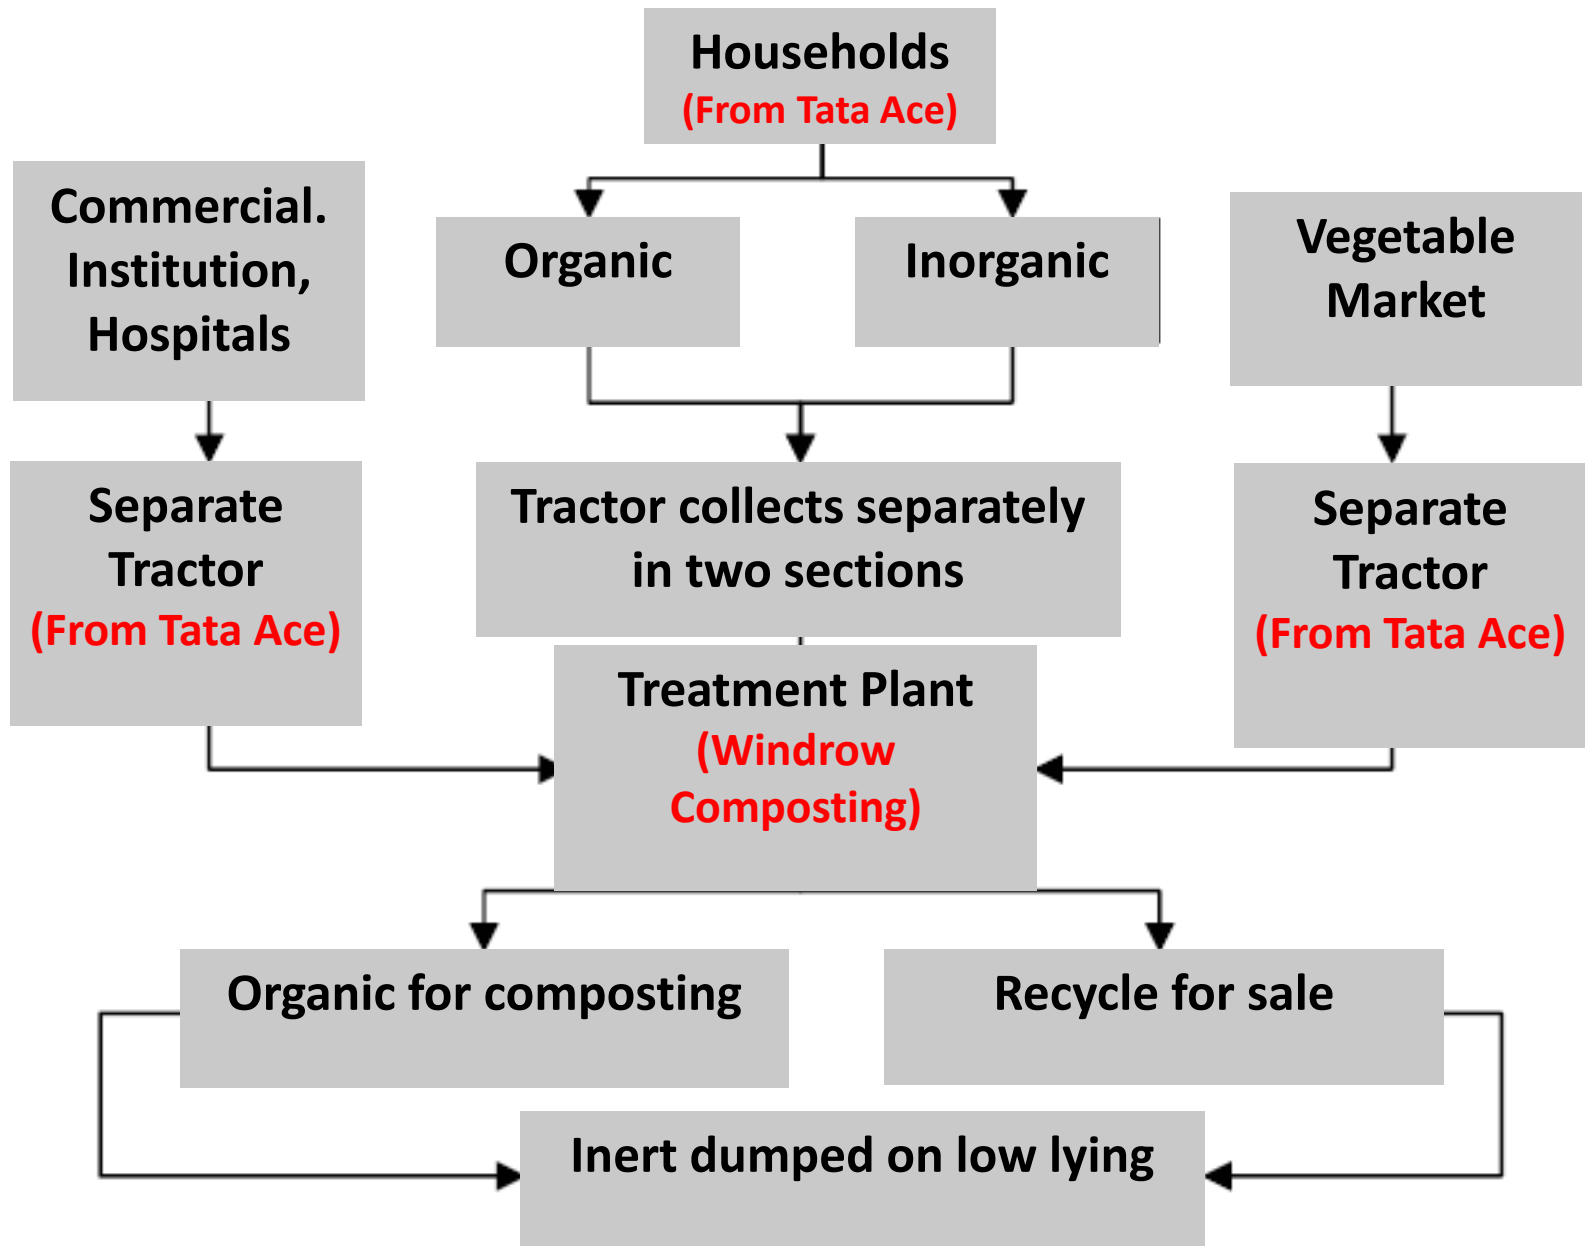 Households
(From Tata Ace)
Commercial.
Institution,
Hospitals
Organic
Inorganic
Vegetable
Market
Separate
Tractor
(From Tata Ace)
Tractor collects separately
in two sections
Separate
Tractor
(From Tata Ace)
Treatment Plant
(Windrow
Composting)
Organic for composting
Recycle for sale
Inert dumped on low lying